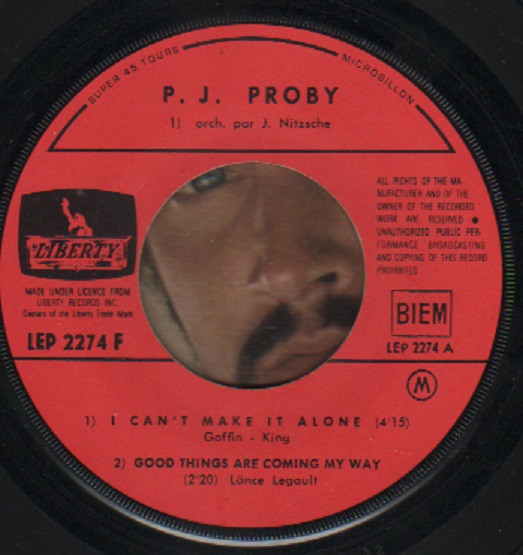 SUPER 45 TOURS MICROSILLON
P. J. PROBY
1) orch. par J. Nitzsche
ALL RIGHTS OF THE MA-
NUFACTURER AND OF THE
OWNER OF THE RECORDED
WORK ARE RESERVED ●
UNAUTHORIZED PUBLIC PER-
FORMANCE BROADCASTING
AND COPYING OF THIS RECORD
PROHIBITED
LIBERTY
MADE UNDER LICENCE FROM
LIBERTY RECORDS INC.
Owners of the Liberty Trade Mark
LEP 2274 F
BIEM
LEP 2274 A
M
1) I CAN'T MAKE IT ALONE (4'15)
Goffin - King
2) GOOD THINGS ARE COMING MY WAY
(2'20) Lance Legault